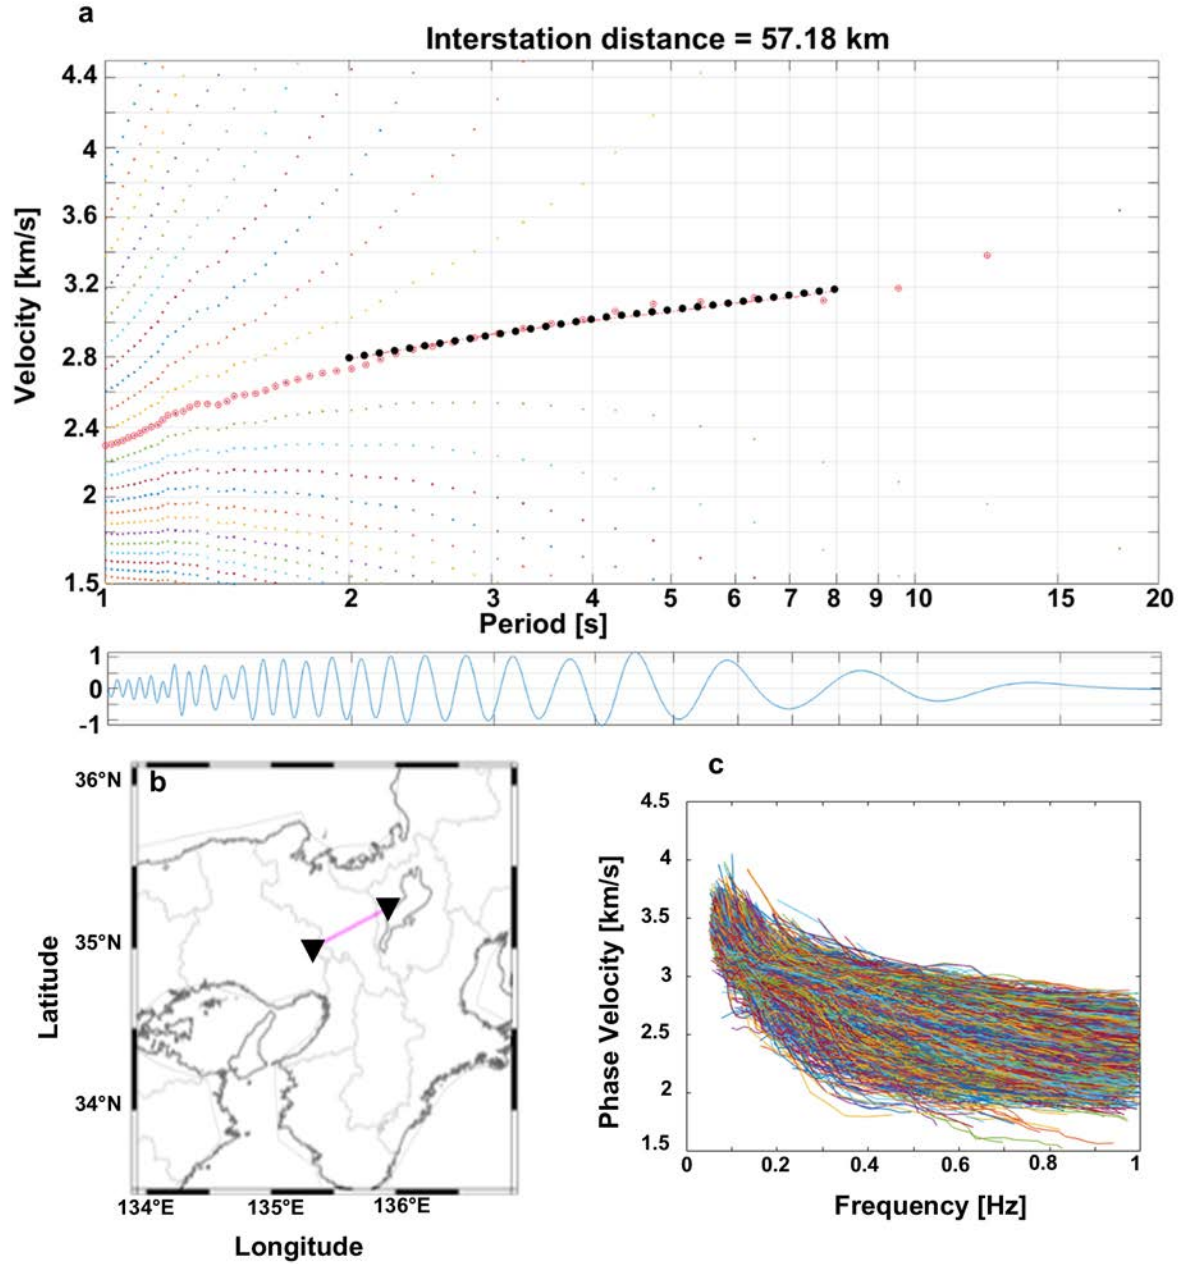 a
Interstation distance = 57.18 km
4.4
4
3.6
3.2
2.8
2.4
2
1.5
Velocity [km/s]
1 2 3 4 5 6 7 8 9 10 15 20
Period [s]
1
0
-1
b
36°N
35°N
34°N
Latitude
134°E 135°E 136°E
Longitude
c
4.5
4
3.5
3
2.5
2
1.5
Phase Velocity [km/s]
0 0.2 0.4 0.6 0.8 1
Frequency [Hz]